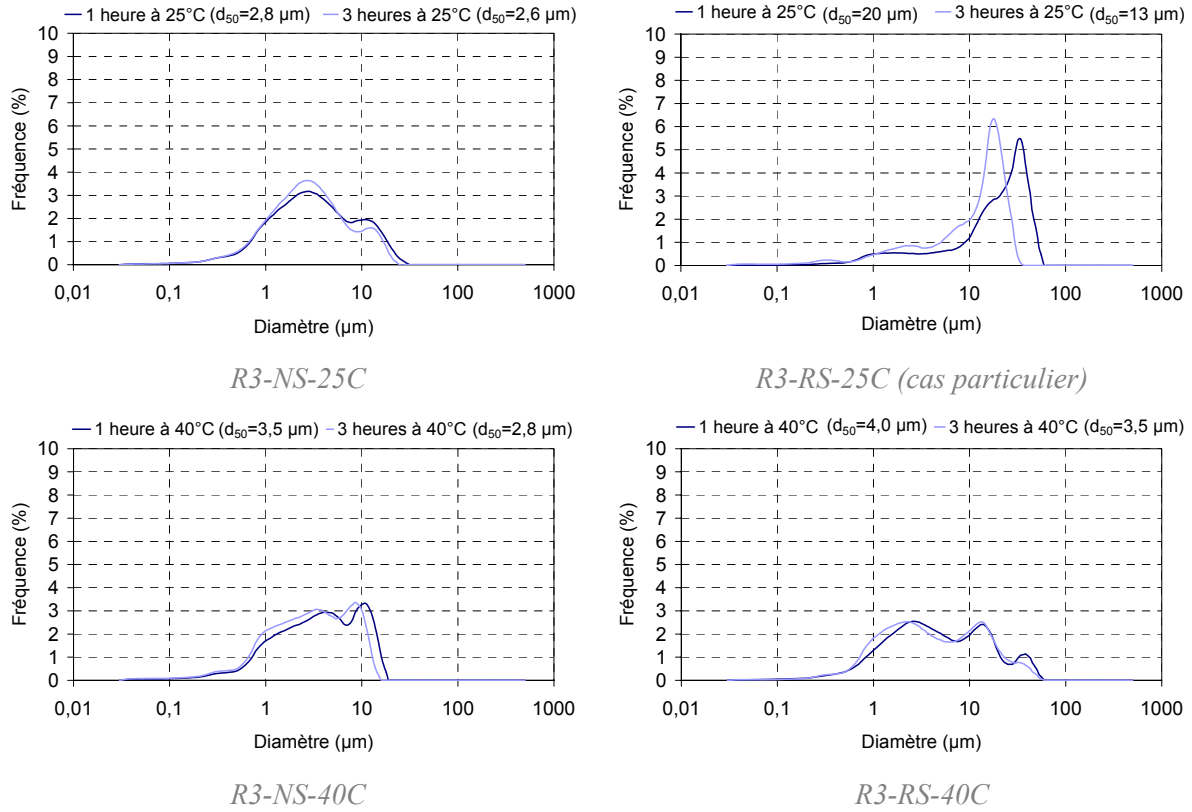 1 heure à 25°C (d50=2,8 µm) 3 heures à 25°C (d50=2,6 µm)
10
9
8
7
6
5
4
3
2
1
0
Fréquence (%)
0,01 0,1 1 10 100 1000
Diamètre (µm)
R3-NS-25C
1 heure à 25°C (d50=20 µm) 3 heures à 25°C (d50=13 µm)
10
9
8
7
6
5
4
3
2
1
0
Fréquence (%)
0,01 0,1 1 10 100 1000
Diamètre (µm)
R3-RS-25C (cas particulier)
1 heure à 40°C (d50=3,5 µm) 3 heures à 40°C (d50=2,8 µm)
10
9
8
7
6
5
4
3
2
1
0
Fréquence (%)
0,01 0,1 1 10 100 1000
Diamètre (µm)
R3-NS-40C
1 heure à 40°C (d50=4,0 µm) 3 heures à 40°C (d50=3,5 µm)
10
9
8
7
6
5
4
3
2
1
0
Fréquence (%)
0,01 0,1 1 10 100 1000
Diamètre (µm)
R3-RS-40C